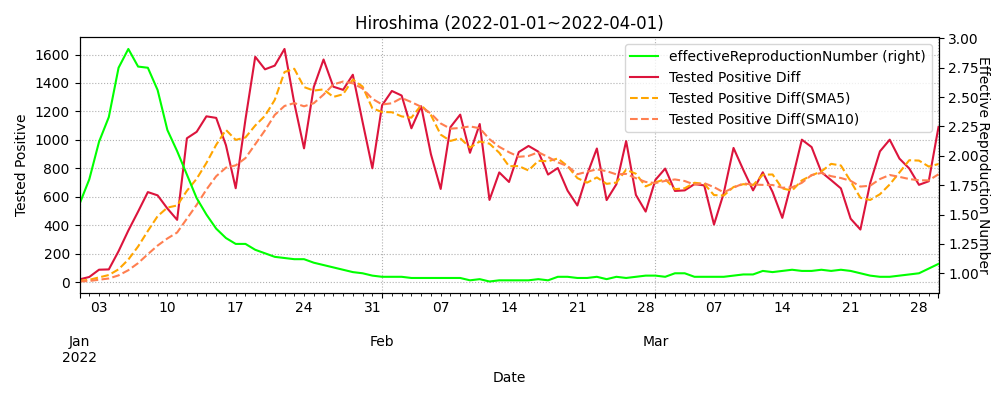 Hiroshima (2022-01-01~2022-04-01)
effectiveReproductionNumber (right)
Tested Positive Diff
Tested Positive Diff(SMA5)
Tested Positive Diff(SMA10)
Tested Positive
1600
1400
1200
1000
800
600
400
200
0
3.00
2.75
2.50
2.25
2.00
1.75
1.50
1.25
1.00
Effective Reproduction Number
03 10 17 24 31 07 14 21 28 07 14 21 28
Jan Feb Mar
2022
Date